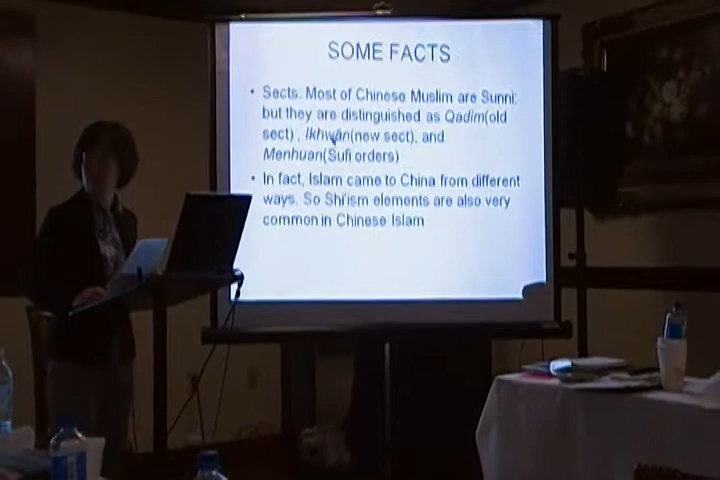 SOME FACTS
• Sects: Most of Chinese Muslim are Sunni:
but they are distinguished as Qadim(old
sect) , Ikhwan(new sect), and
Menhuan(Sufi orders)
• In fact, Islam came to China from different
ways. So Shi'ism elements are also very
common in Chinese Islam